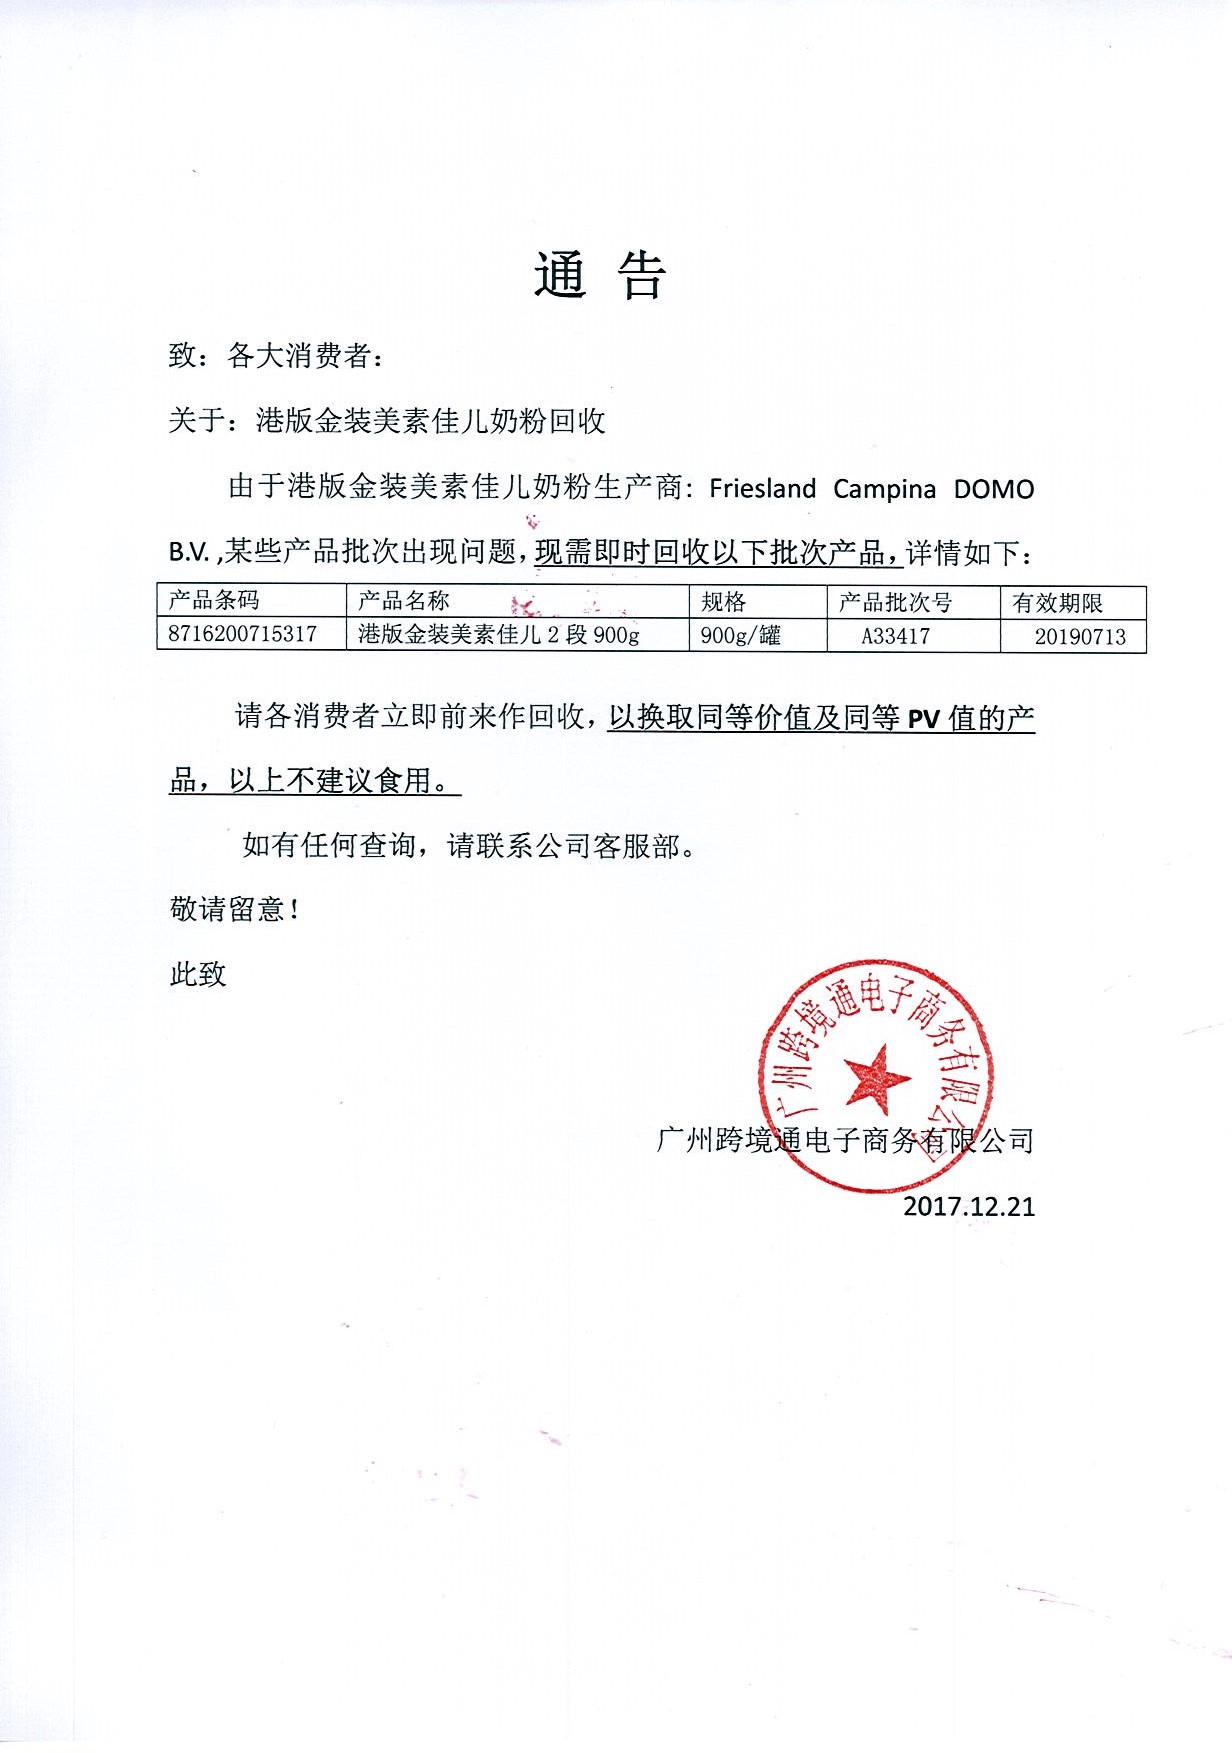 通 告
致：各大消费者：
关于：港版金装美素佳儿奶粉回收
由于港版金装美素佳儿奶粉生产商：Friesland Campina DOMO
B.V.,某些产品批次出现问题，现需即时回收以下批次产品，详情如下：
产品条码 产品名称 规格 产品批次号 有效期限
8716200715317 港版金装美素佳儿 2 段 900g 900g/罐 A33417 20190713
请各消费者立即前来作回收，以换取同等价值及同等 PV 值的产
品，以上不建议食用。
如有任何查询，请联系公司客服部。
敬请留意！
此致
广州跨境通电子商务有限公司
广州跨境通电子商务有限公司
2017.12.21